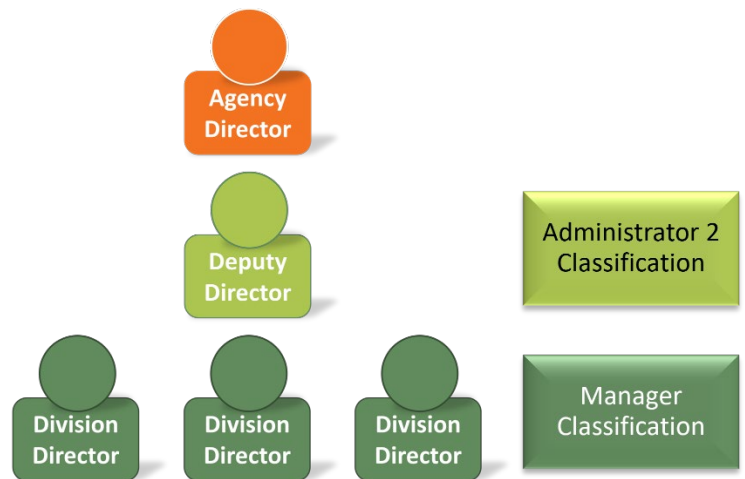 Agency
Director
Deputy
Director
Administrator 2
Classification
Division
Director
Division
Director
Division
Director
Manager
Classification